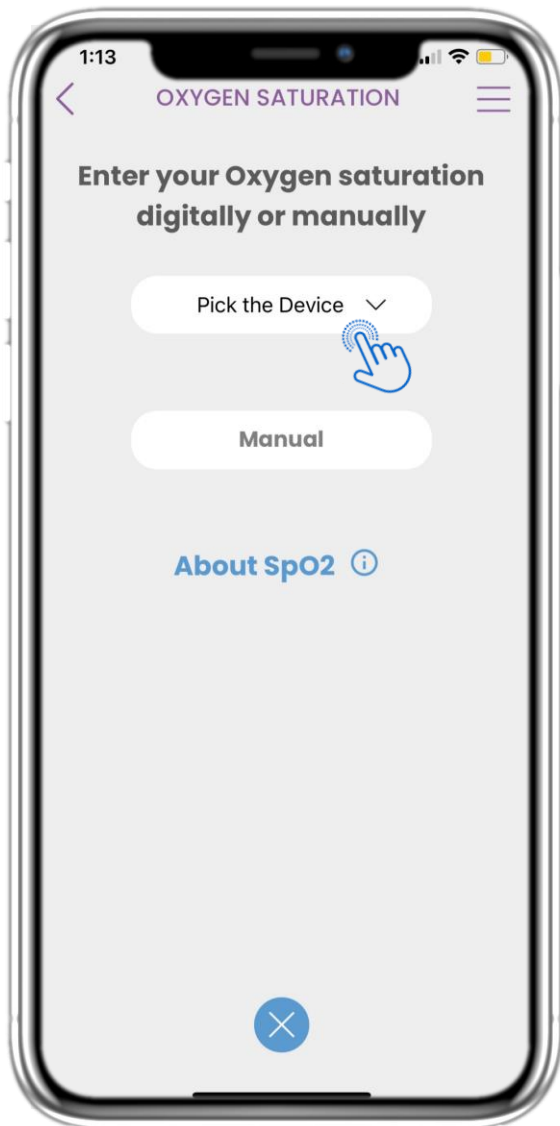 1:13
OXYGEN SATURATION
Enter your Oxygen saturation
digitally or manually
Pick the Device
Manual
About SpO2